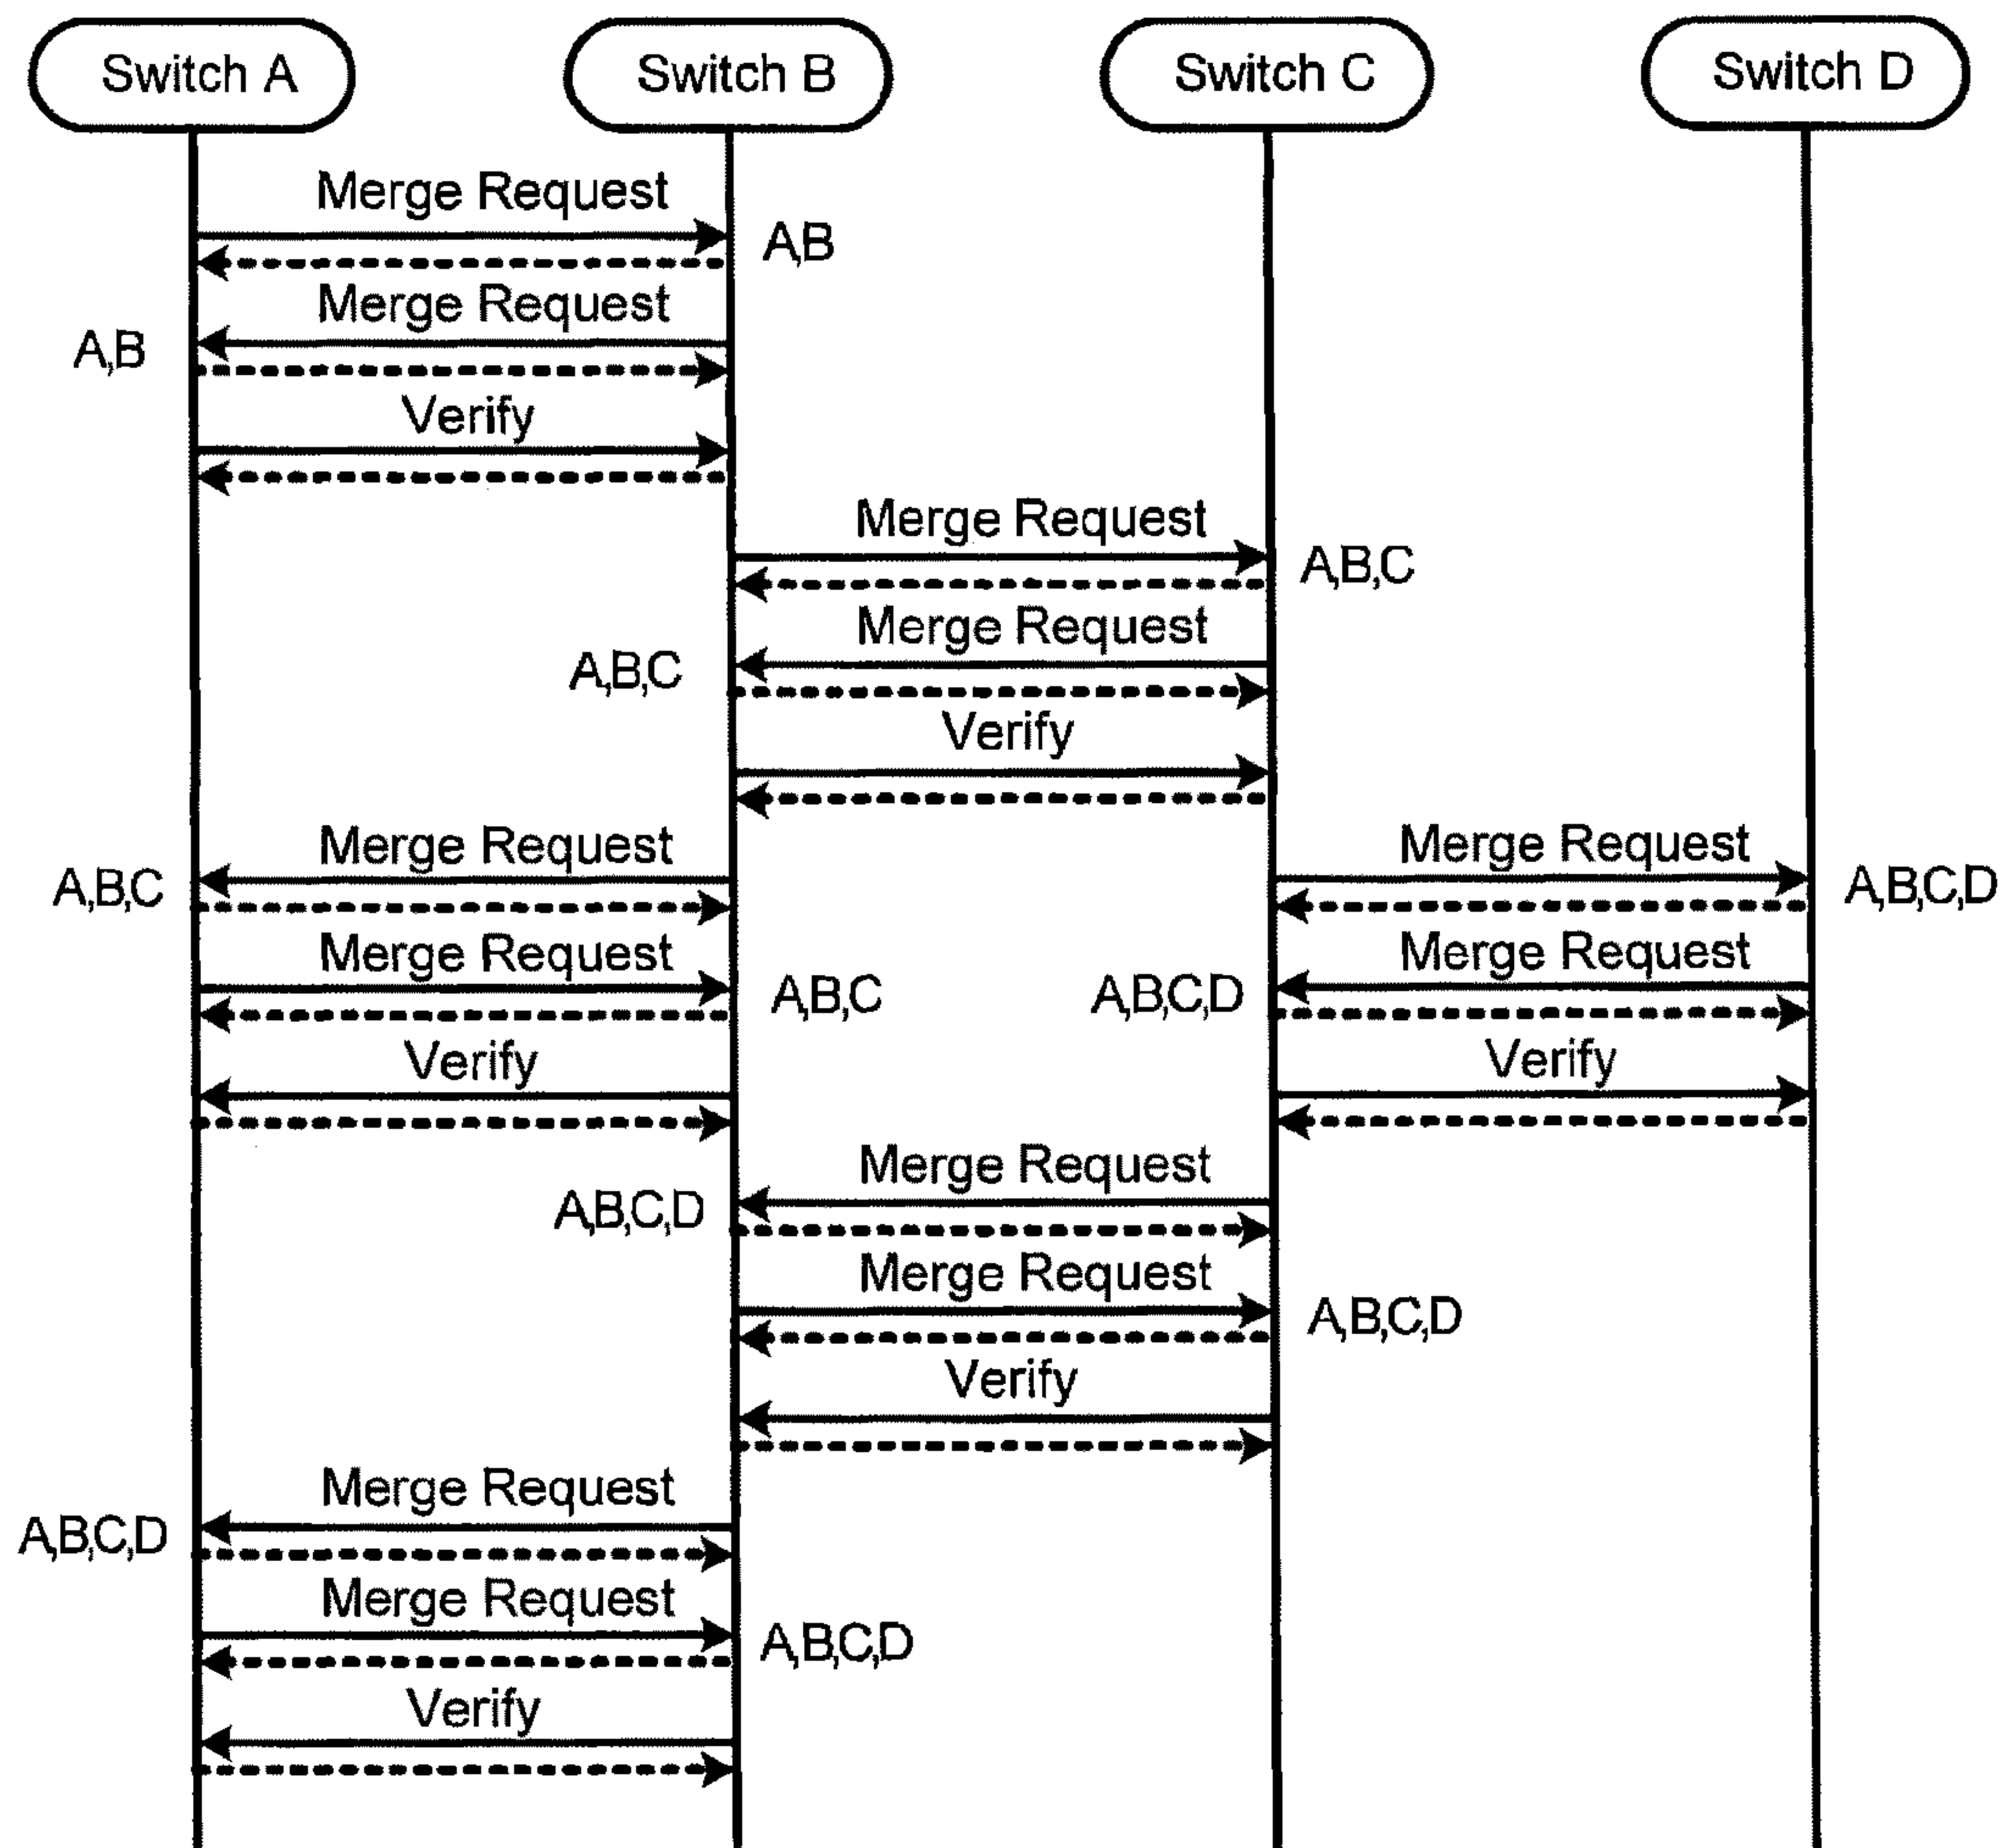 Switch A
Switch B
Switch C
Switch D
Merge Request
A,B
Merge Request
A,B
Verify
Merge Request
A,B,C
Merge Request
A,B,C
Verify
Merge Request
Merge Request
A,B,C
A,B,C,D
Merge Request
Merge Request
A,B,C
A,B,C,D
Verify
Verify
Merge Request
A,B,C,D
Merge Request
A,B,C,D
Verify
Merge Request
A,B,C,D
Merge Request
A,B,C,D
Verify